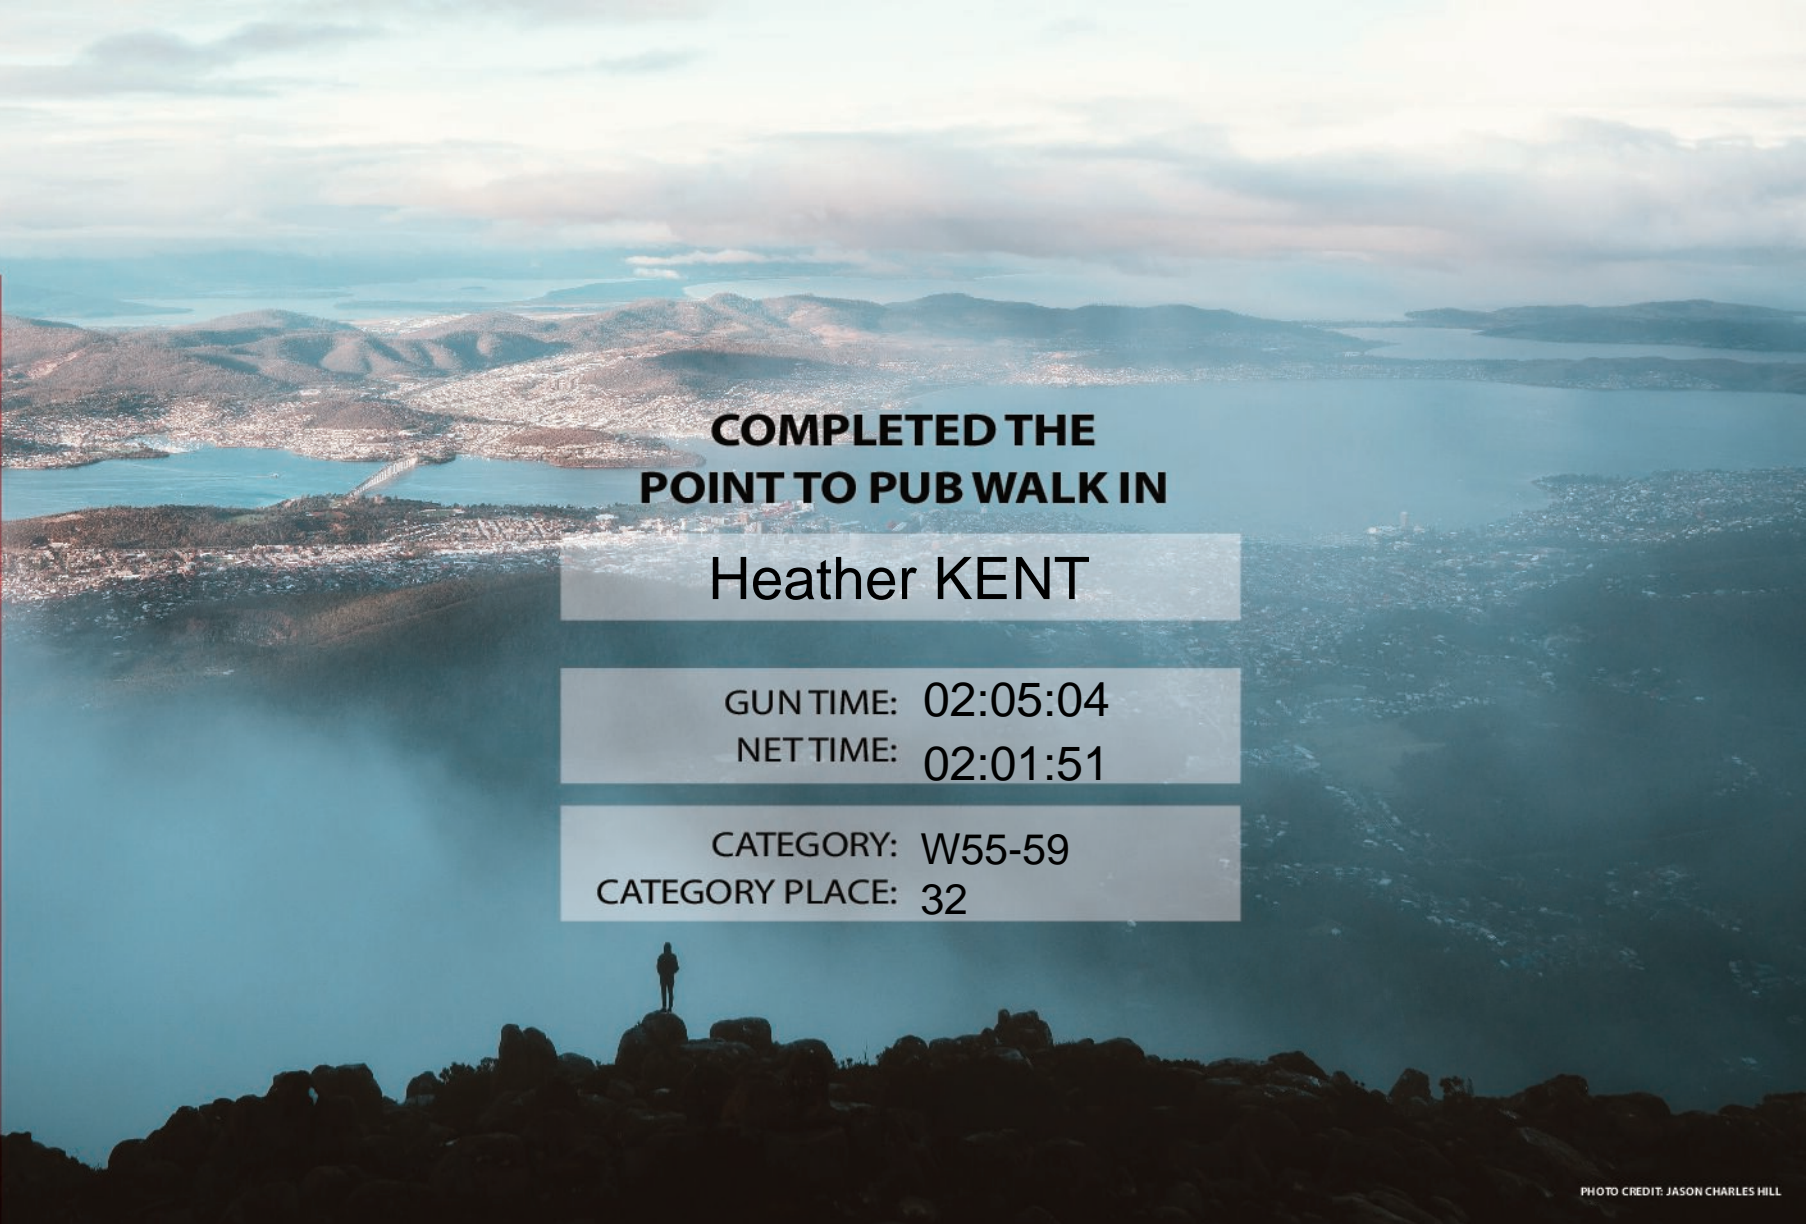 COMPLETED THE
POINT TO PUB WALK IN
Heather KENT
GUN TIME: 02:05:04
NET TIME: 02:01:51
CATEGORY: W55-59
CATEGORY PLACE: 32
PHOTO CREDIT: JASON CHARLES HILL